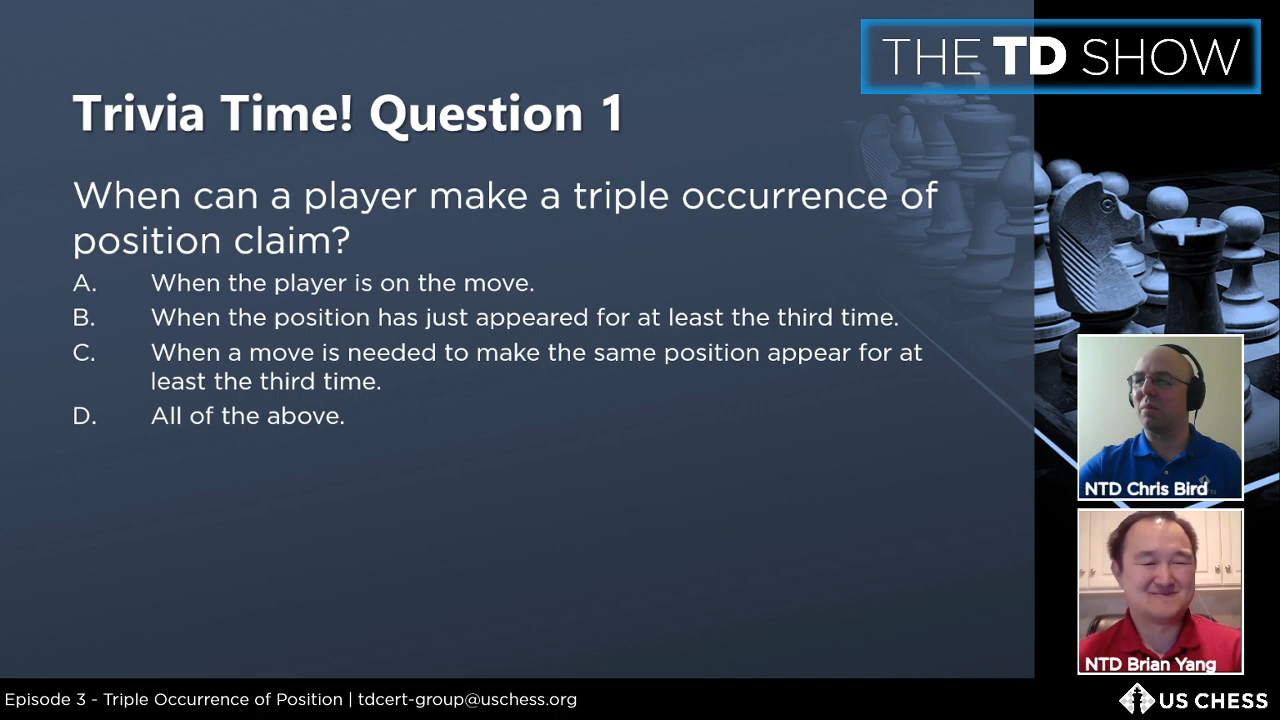 THE TD SHOW
Trivia Time! Question 1
When can a player make a triple occurrence of
position claim?
A. When the player is on the move.
B. When the position has just appeared for at least the third time.
C. When a move is needed to make the same position appear for at
least the third time.
D. All of the above.
NTD Chris Bird
NTD Brian Yang
Episode 3 - Triple Occurrence of Position | tdcert-group@uschess.org
US CHESS